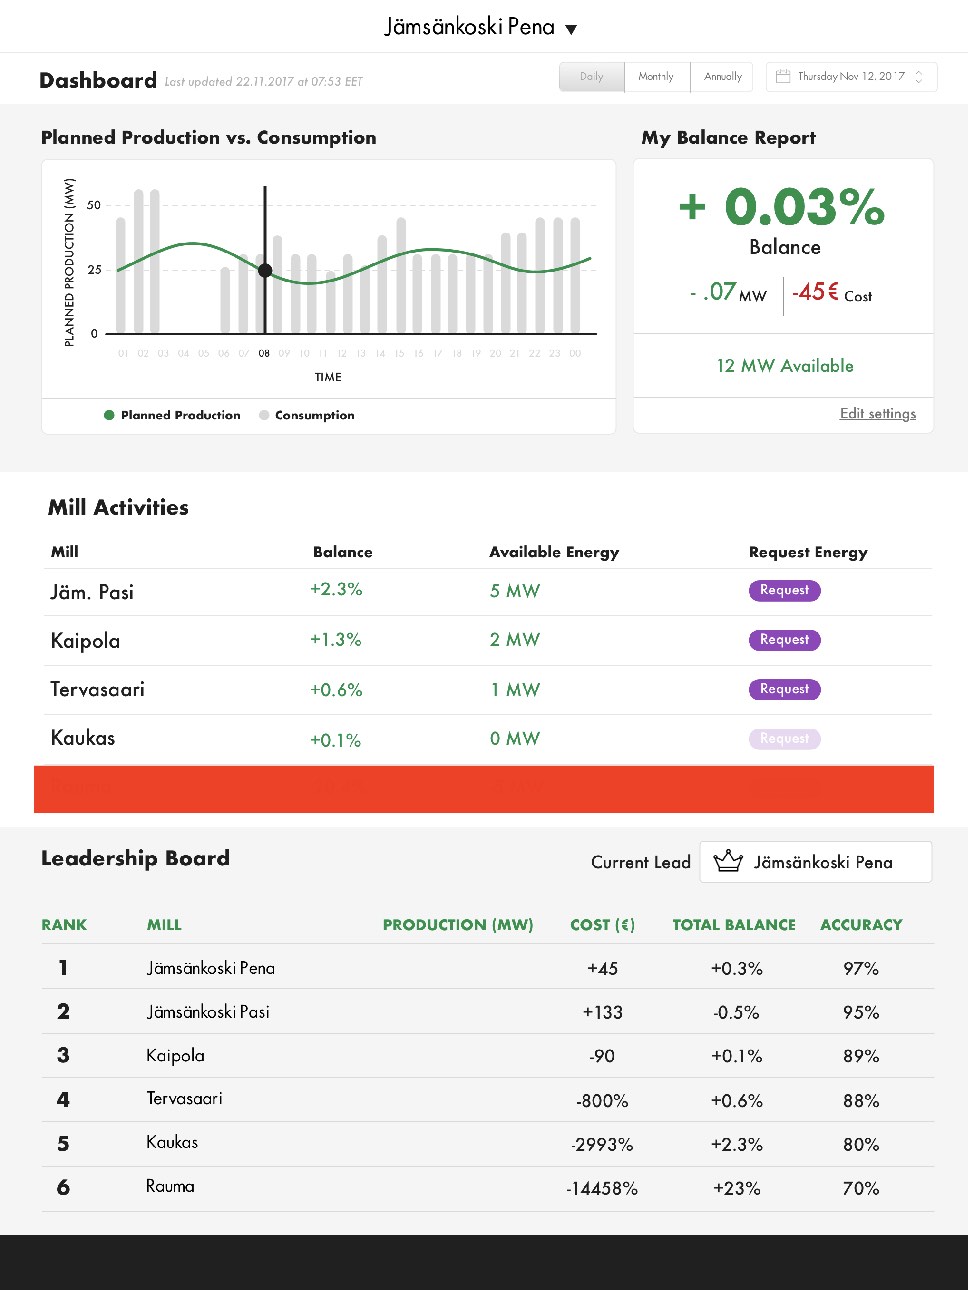 Jämsänkoski Pena ▼
Dashboard Last updated 22.11.2017 at 07:53 EET
Daily Monthly Annually Thursday Nov 12. 2017
Planned Production vs. Consumption
PLANNED PRODUCTION (MW)
50
25
0
01 02 03 04 05 06 07 08 09 10 11 12 13 14 15 16 17 18 19 20 21 22 23 00
TIME
Planned Production Consumption
My Balance Report
+ 0.03%
Balance
- .07 MW -45€ Cost
12 MW Available
Edit settings
Mill Activities
Mill Balance Available Energy Request Energy
Jäm. Pasi +2.3% 5 MW Request
Kaipola +1.3% 2 MW Request
Tervasaari +0.6% 1 MW Request
Kaukas +0.1% 0 MW Request
Rauma
Leadership Board
Current Lead Jämsänkoski Pena
RANK MILL PRODUCTION (MW) COST (€) TOTAL BALANCE ACCURACY
1 Jämsänkoski Pena +45 +0.3% 97%
2 Jämsänkoski Pasi +133 -0.5% 95%
3 Kaipola -90 +0.1% 89%
4 Tervasaari -800% +0.6% 88%
5 Kaukas -2993% +2.3% 80%
6 Rauma -14458% +23% 70%